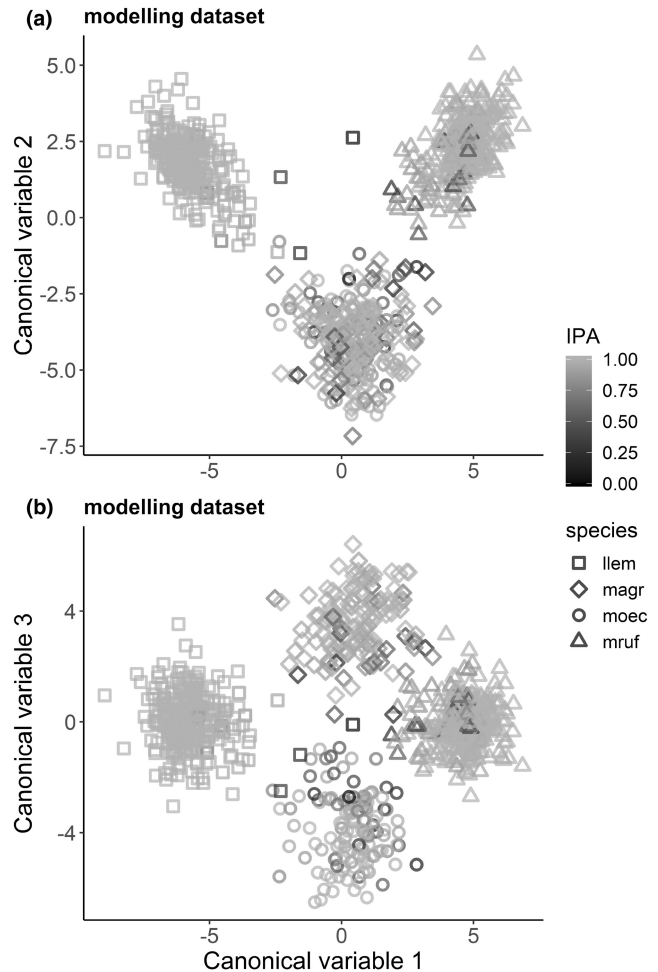 (a) modelling dataset
Canonical variable 2
5.0
2.5
0.0
-2.5
-5.0
-7.5
-5 0 5
IPA
1.00
0.75
0.50
0.25
0.00
species
llem
magr
moec
mruf
(b) modelling dataset
Canonical variable 3
4
0
-4
-5 0 5
Canonical variable 1